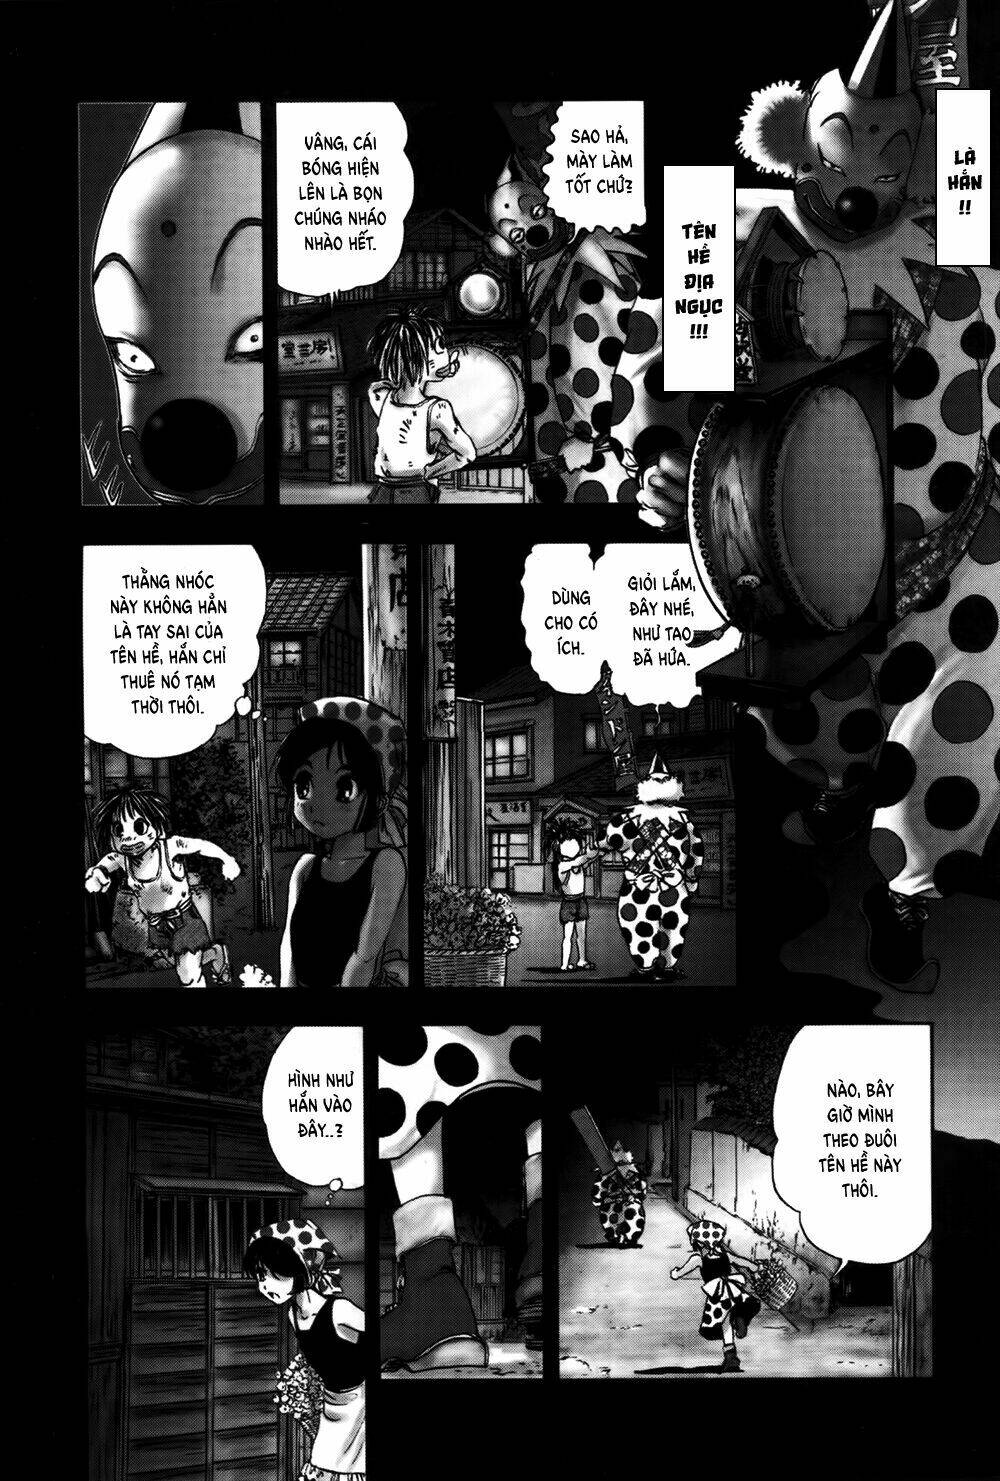 LÀ
HẮN
!!
TÊN
HỀ
ĐỊA
NGỤC
!!!
SAO HẢ,
MÀY LÀM
TỐT CHỨ?
VÂNG, CÁI
BÓNG HIỆN
LÊN LÀ BỌN
CHÚNG NHÁO
NHÀO HẾT.
GIỎI LẮM,
ĐÂY NHÉ,
NHƯ TAO
ĐÃ HỨA.
DÙNG
CHO CÓ
ÍCH.
THẰNG NHÓC
NÀY KHÔNG HẲN
LÀ TAY SAI CỦA
TÊN HỀ, HẮN CHỈ
THUÊ NÓ TẠM
THỜI THÔI.
NÀO, BÂY
GIỜ MÌNH
THEO ĐUÔI
TÊN HỀ NÀY
THÔI.
HÌNH NHƯ
HẮN VÀO
ĐÂY..?